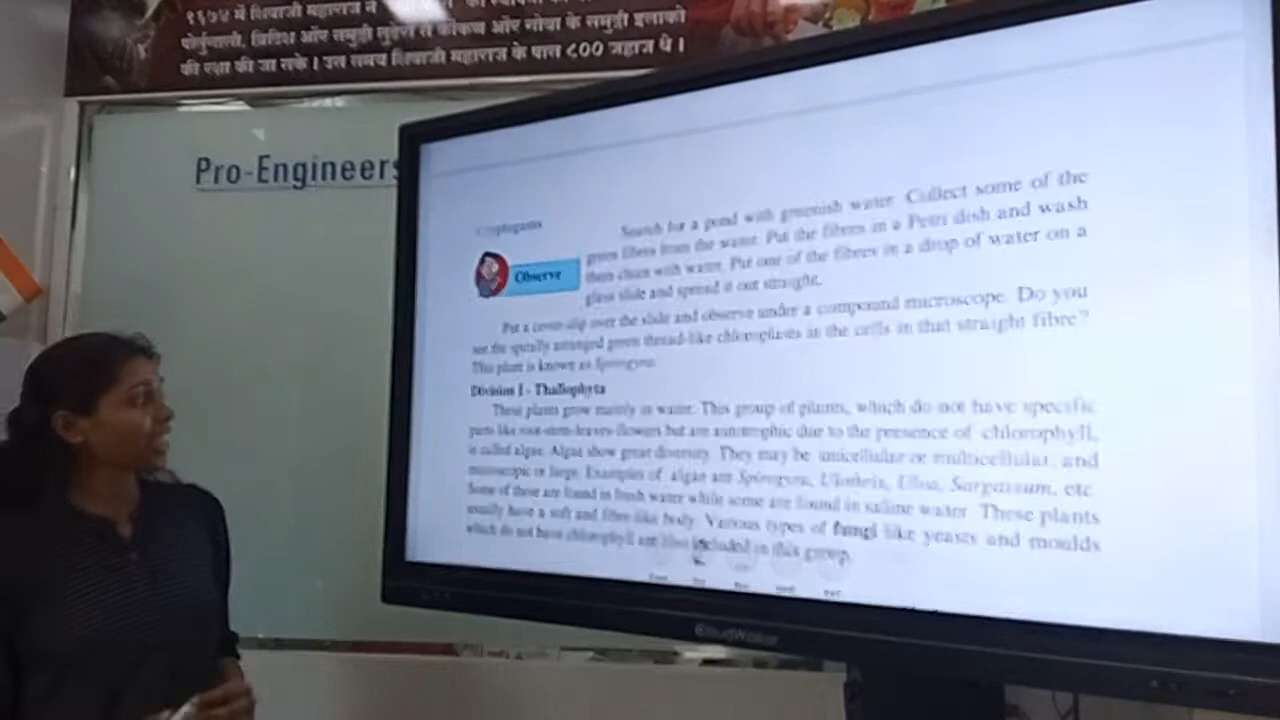 १६७४ में शिवाजी महाराज ने
पोर्तुगाली, ब्रिटिश और समुद्री लुटेरों से कोंकण और गोवा के समुद्री इलाकों
की रक्षा की जा सके। उस समय शिवाजी महाराज के पास ८०० जहाज थे।
Pro-Engineers
Cryptogams
Observe
Search for a pond with greenish water. Collect some of the
green fibres from the water. Put the fibres in a Petri dish and wash
them clean with water. Put one of the fibres in a drop of water on a
glass slide and spread it out straight.
Put a cover-slip over the slide and observe under a compound microscope. Do you
see the spirally arranged green thread-like chloroplasts in the cells in that straight fibre?
This plant is known as Spirogyra.
Division I - Thallophyta
These plants grow mainly in water. This group of plants, which do not have specific
parts like root-stem-leaves-flowers but are autotrophic due to the presence of chlorophyll,
is called algae. Algae show great diversity. They may be unicellular or multicellular, and
microscopic or large. Examples of algae are Spirogyra, Ulothrix, Ulva, Sargassum, etc.
Some of these are found in fresh water while some are found in saline water. These plants
usually have a soft and fibre-like body. Various types of fungi like yeasts and moulds
which do not have chlorophyll are also included in this group.
CloudWalker